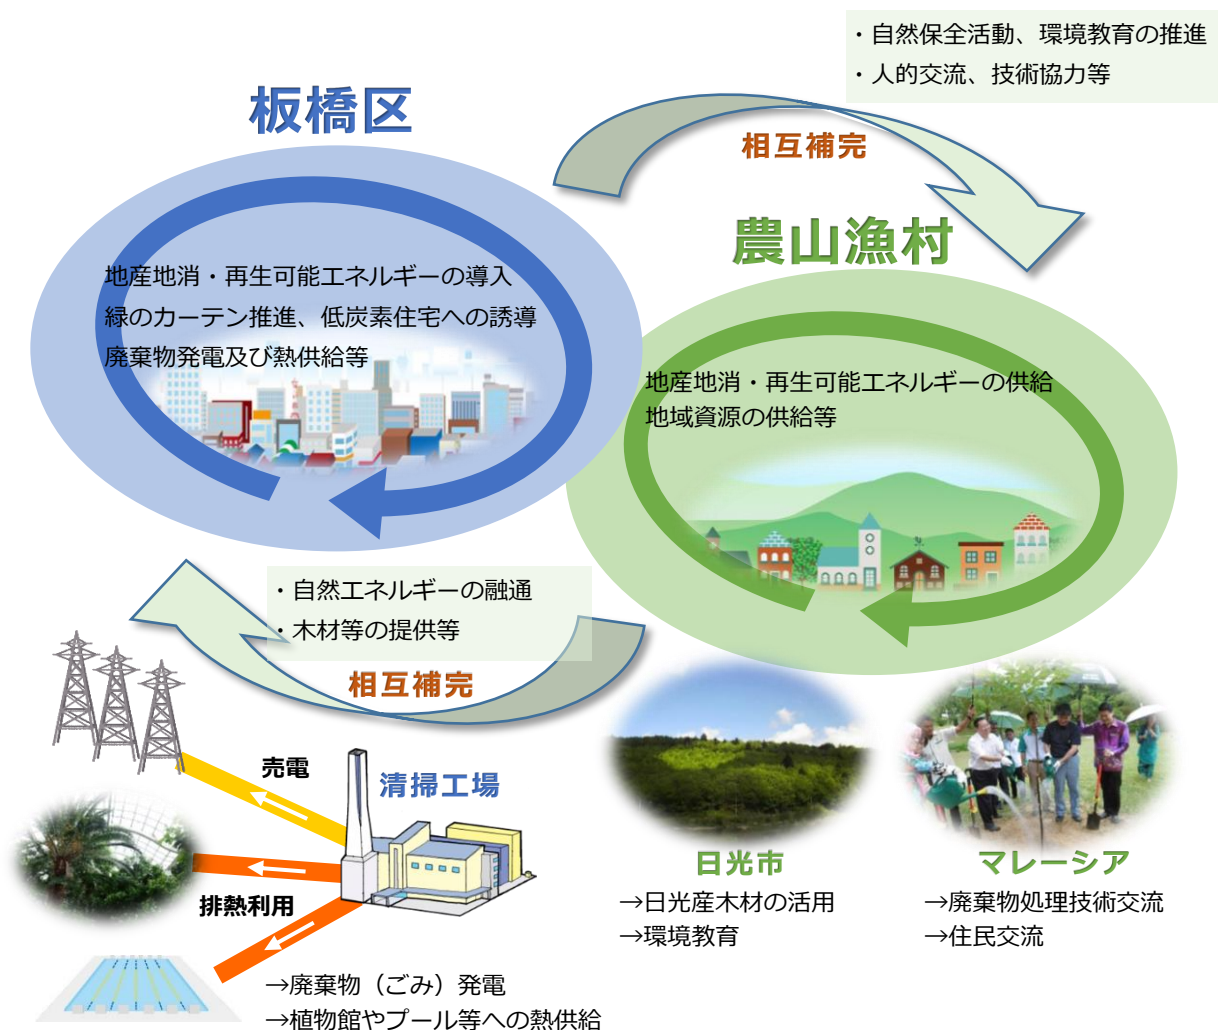 ・自然保全活動、環境教育の推進
・人的交流、技術協力等
板橋区
相互補完
農山漁村
地産地消・再生可能エネルギーの導入
緑のカーテン推進、低炭素住宅への誘導
廃棄物発電及び熱供給等
地産地消・再生可能エネルギーの供給
地域資源の供給等
・自然エネルギーの融通
・木材等の提供等
相互補完
売電
清掃工場
排熱利用
→廃棄物（ごみ）発電
→植物館やプール等への熱供給
日光市
→日光産木材の活用
→環境教育
マレーシア
→廃棄物処理技術交流
→住民交流